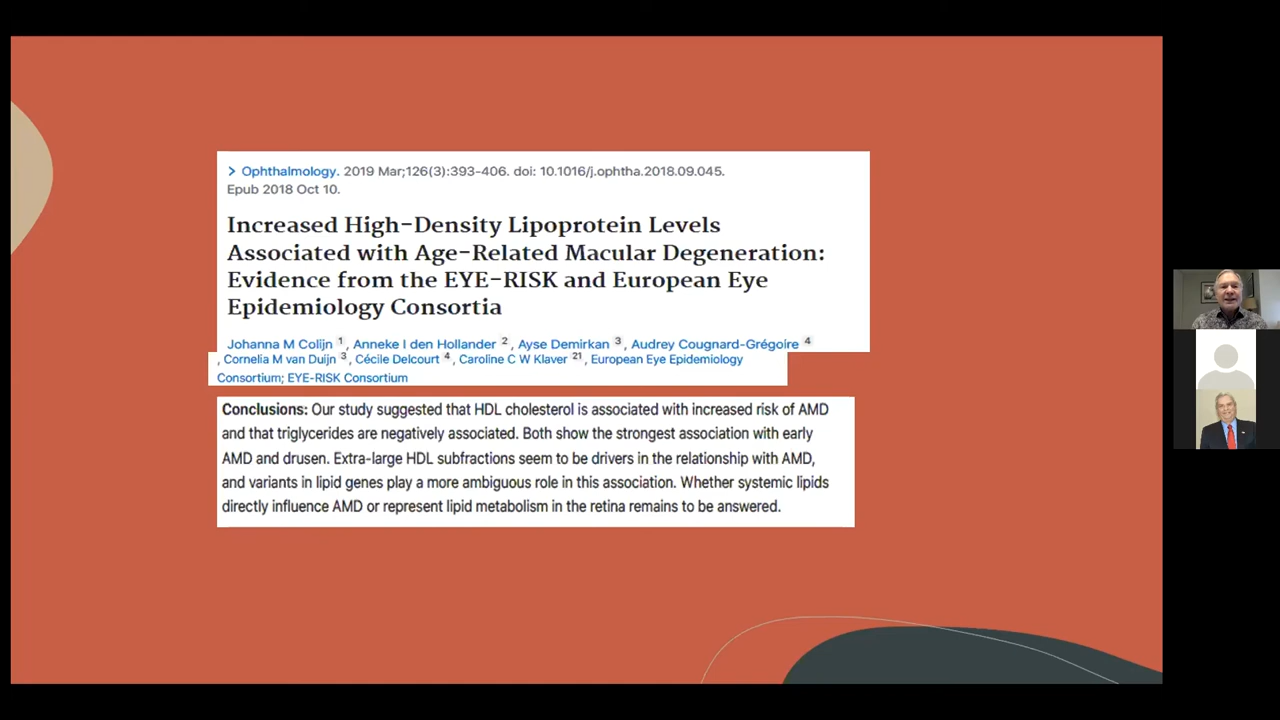 > Ophthalmology. 2019 Mar;126(3):393-406. doi: 10.1016/j.ophtha.2018.09.045.
Epub 2018 Oct 10.
Increased High-Density Lipoprotein Levels
Associated with Age-Related Macular Degeneration:
Evidence from the EYE-RISK and European Eye
Epidemiology Consortia
Johanna M Colijn 1, Anneke I den Hollander 2, Ayse Demirkan 3, Audrey Cougnard-Grégoire 4
, Cornelia M van Duijn 3, Cécile Delcourt 4, Caroline C W Klaver 21, European Eye Epidemiology
Consortium; EYE-RISK Consortium
Conclusions: Our study suggested that HDL cholesterol is associated with increased risk of AMD
and that triglycerides are negatively associated. Both show the strongest association with early
AMD and drusen. Extra-large HDL subfractions seem to be drivers in the relationship with AMD,
and variants in lipid genes play a more ambiguous role in this association. Whether systemic lipids
directly influence AMD or represent lipid metabolism in the retina remains to be answered.